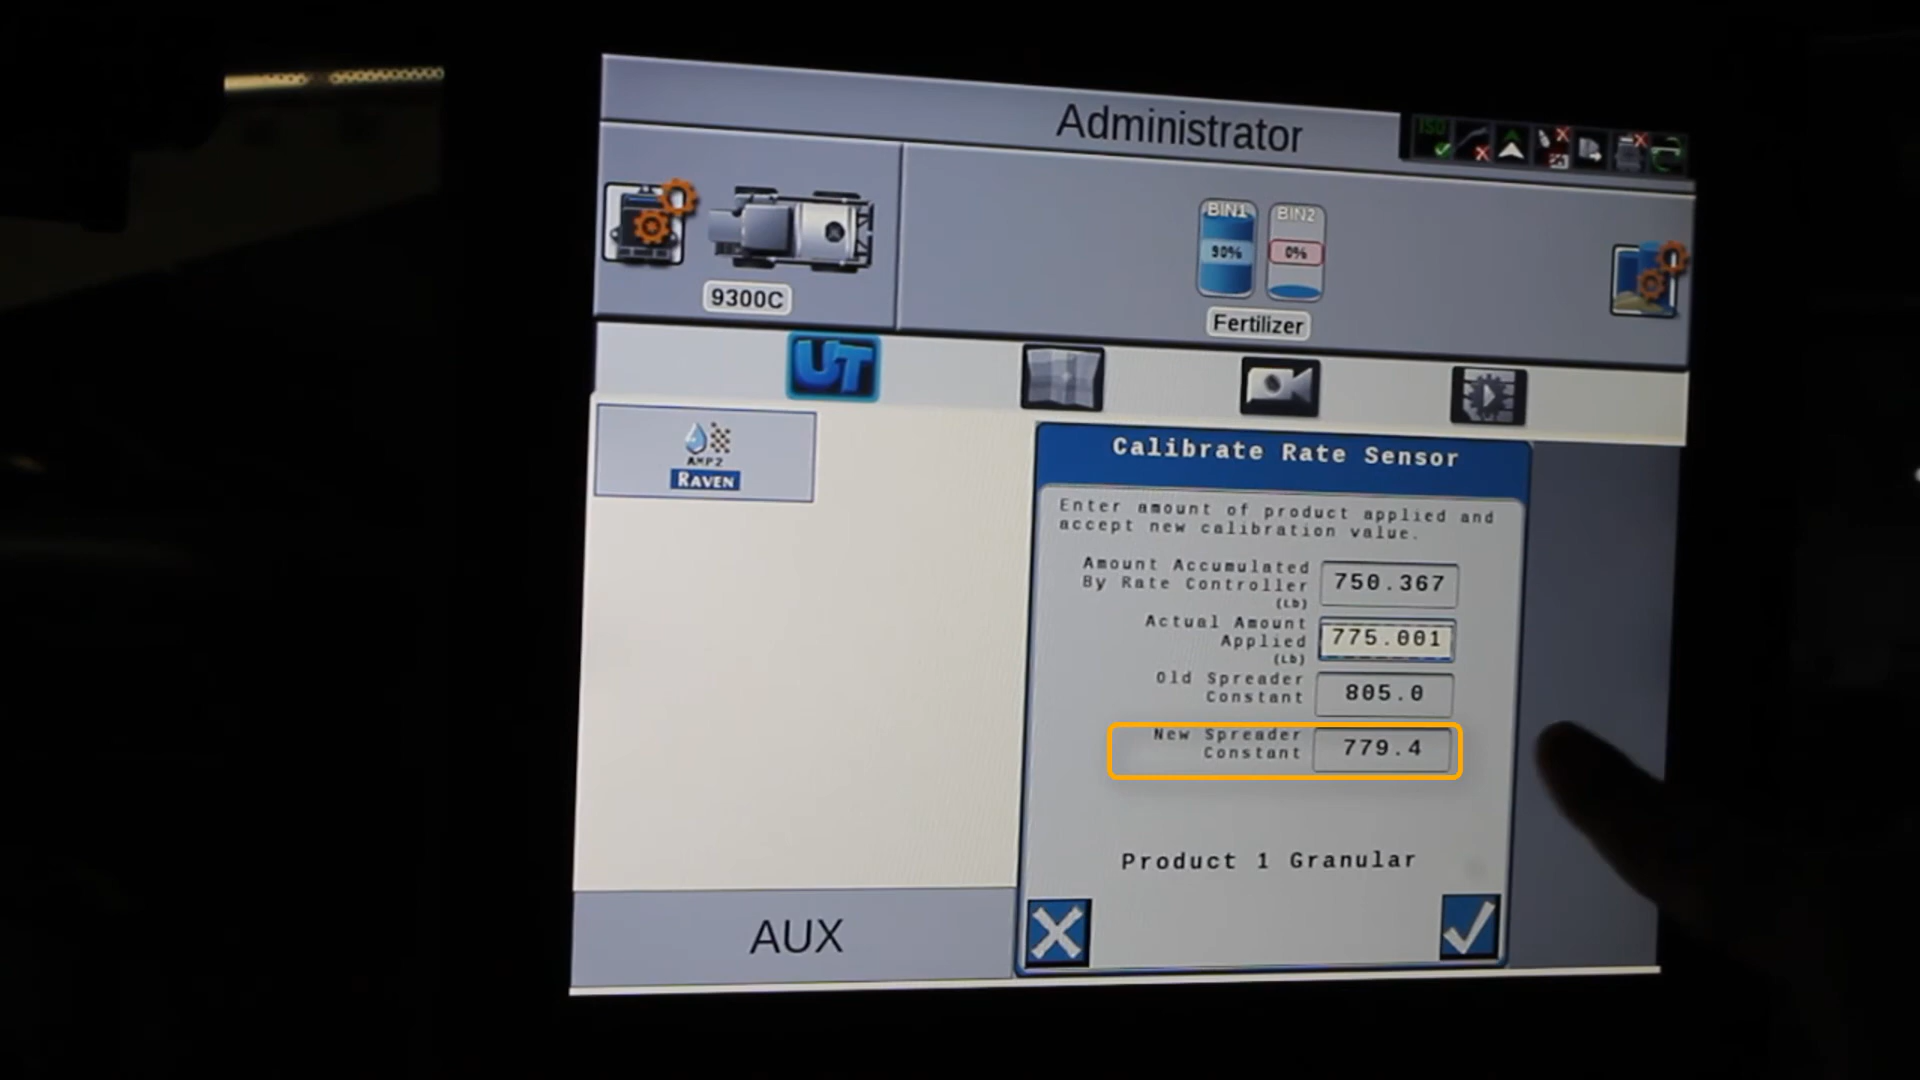 Administrator
ISO
9300C
BIN1
BIN2
90%
0%
Fertilizer
UT
AMP2
RAVEN
Calibrate Rate Sensor
Enter amount of product applied and
accept new calibration value.
Amount Accumulated
By Rate Controller
(Lb)
750.367
Actual Amount
Applied
(Lb)
775.001
Old Spreader
Constant
805.0
New Spreader
Constant
779.4
Product 1 Granular
AUX